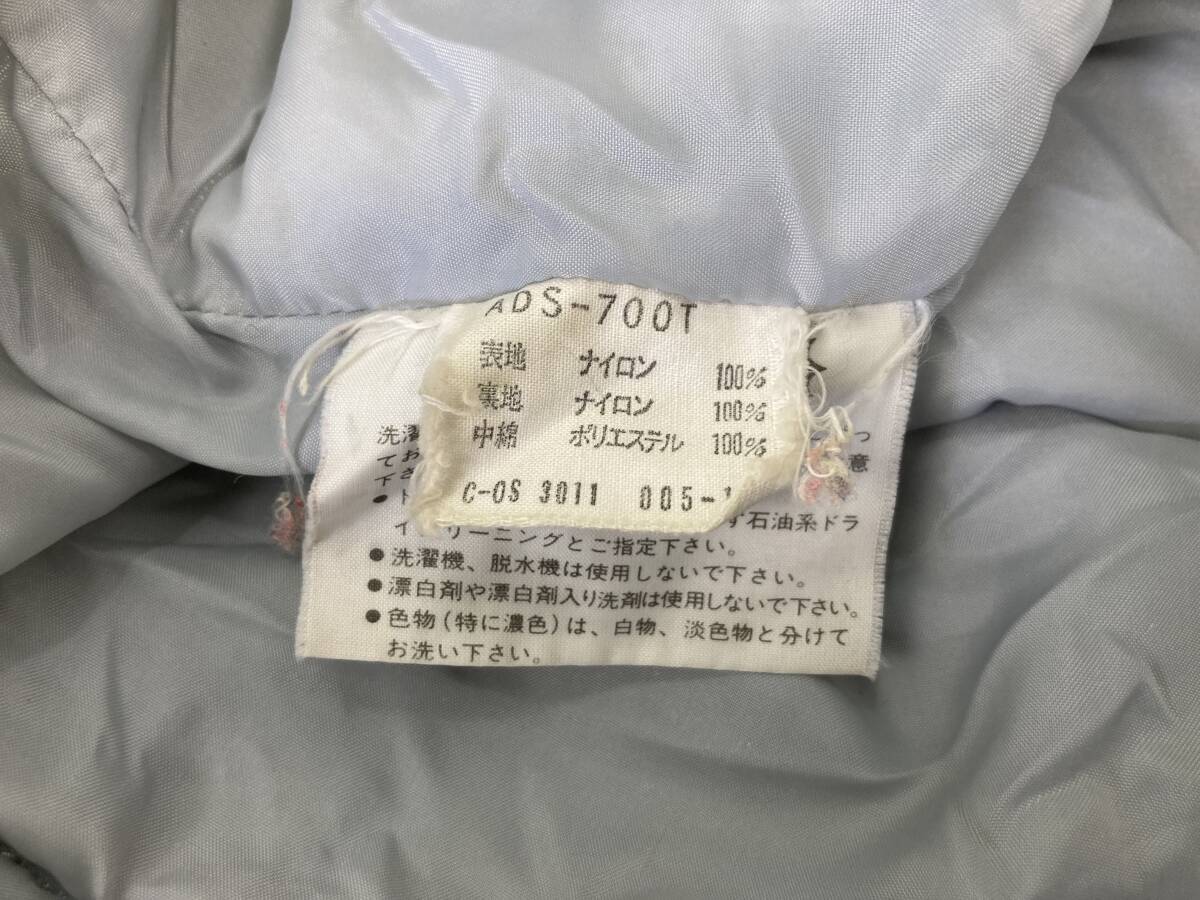 ADS-700T
表地 ナイロン 100%
裏地 ナイロン 100%
中綿 ポリエステル 100%
C-OS 3011 005-
洗濯
て お 意
下 さ
す石油系ドラ
イ リーニングとご指定下さい。
●洗濯機、脱水機は使用しないで下さい。
●漂白剤や漂白剤入り洗剤は使用しないで下さい。
●色物(特に濃色)は、白物、淡色物と分けて
お洗い下さい。